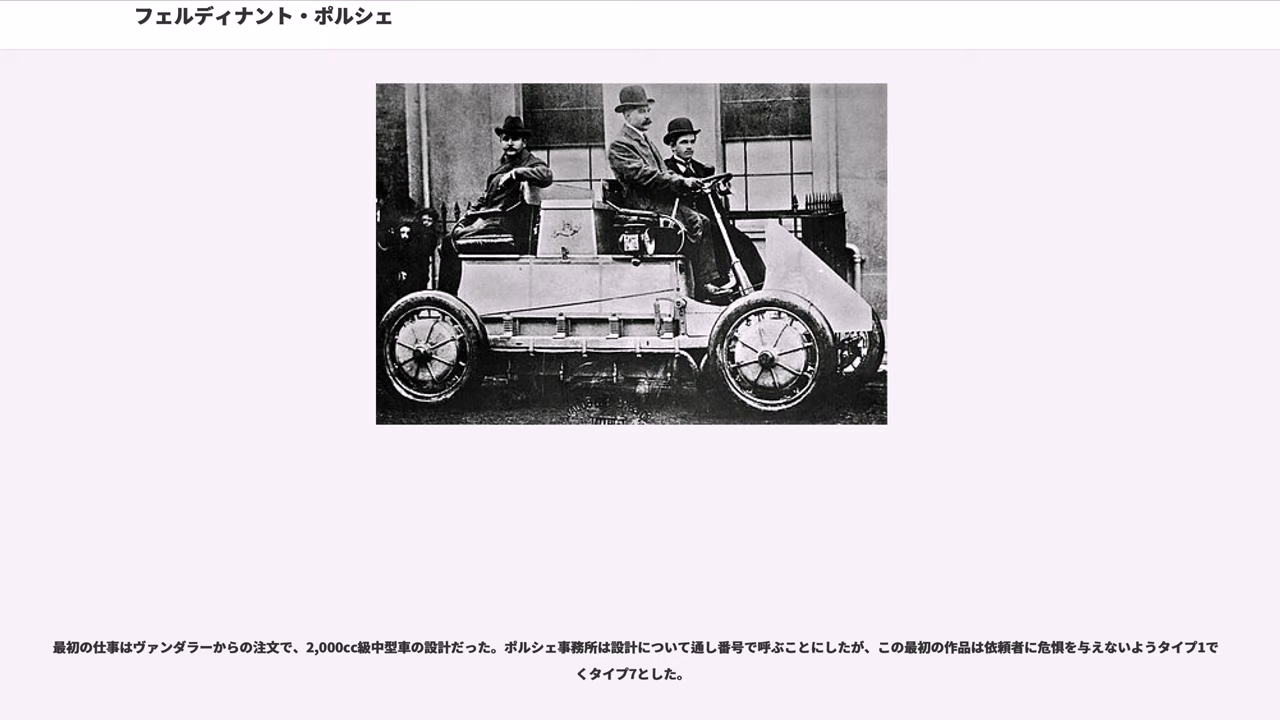 フェルディナント・ポルシェ
最初の仕事はヴァンダラーからの注文で、2,000cc級中型車の設計だった。ポルシェ事務所は設計について通し番号で呼ぶことにしたが、この最初の作品は依頼者に危惧を与えないようタイプ1で
くタイプ7とした。